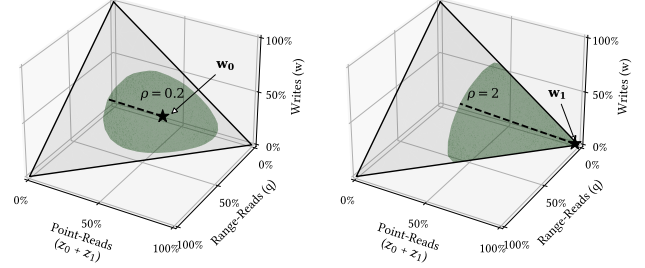 100%
w₀
ρ = 0.2
50%
Writes (w)
0%
0%
0%
50%
Range-Reads (q)
50%
Point-Reads
(z₀ + z₁)
100%
100%
100%
w₁
ρ = 2
50%
Writes (w)
0%
0%
0%
50%
Range-Reads (q)
50%
Point-Reads
(z₀ + z₁)
100%
100%